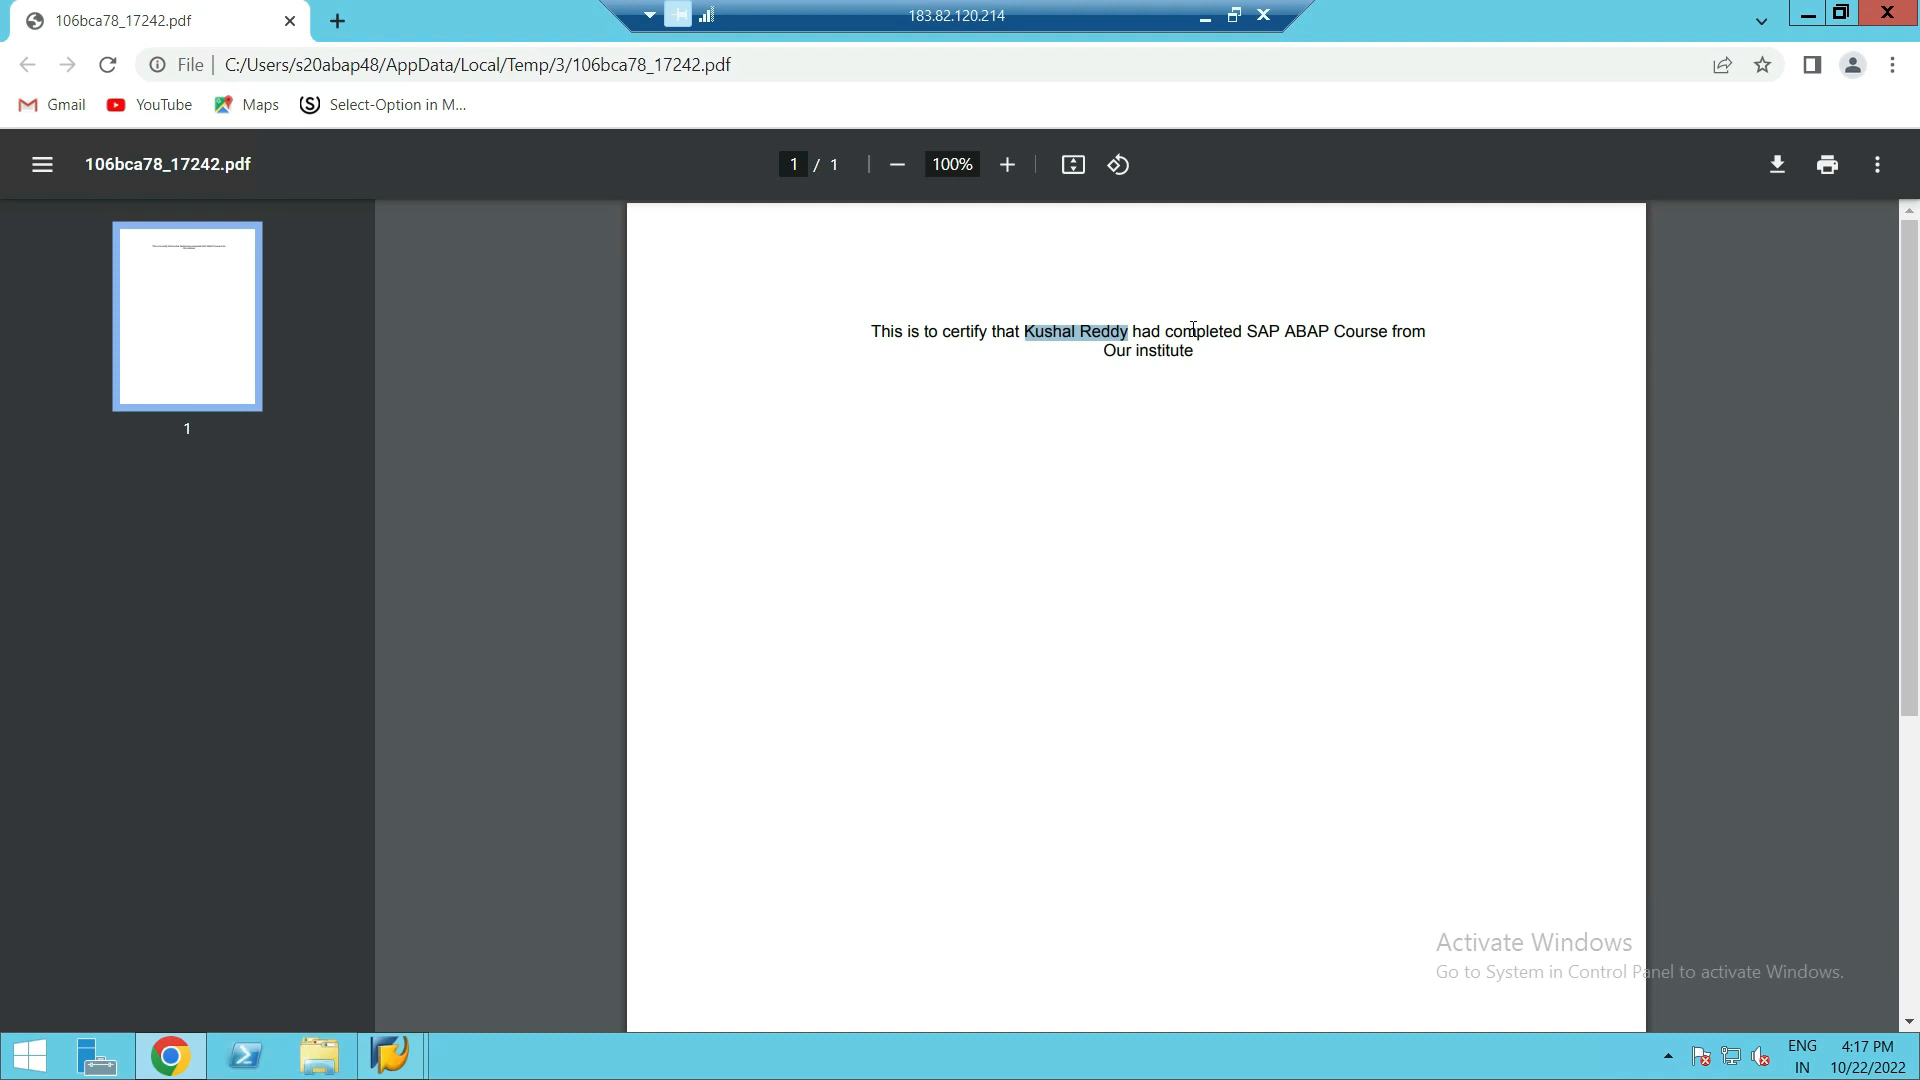 106bca78_17242.pdf
183.82.120.214
File
C:/Users/s20abap48/AppData/Local/Temp/3/106bca78_17242.pdf
Gmail
YouTube
Maps
Select-Option in M...
106bca78_17242.pdf
1 / 1
100%
This is to certify that Kushal Reddy had completed SAP ABAP Course from
Our institute
1
Activate Windows
Go to System in Control Panel to activate Windows.
ENG
IN
4:17 PM
10/22/2022